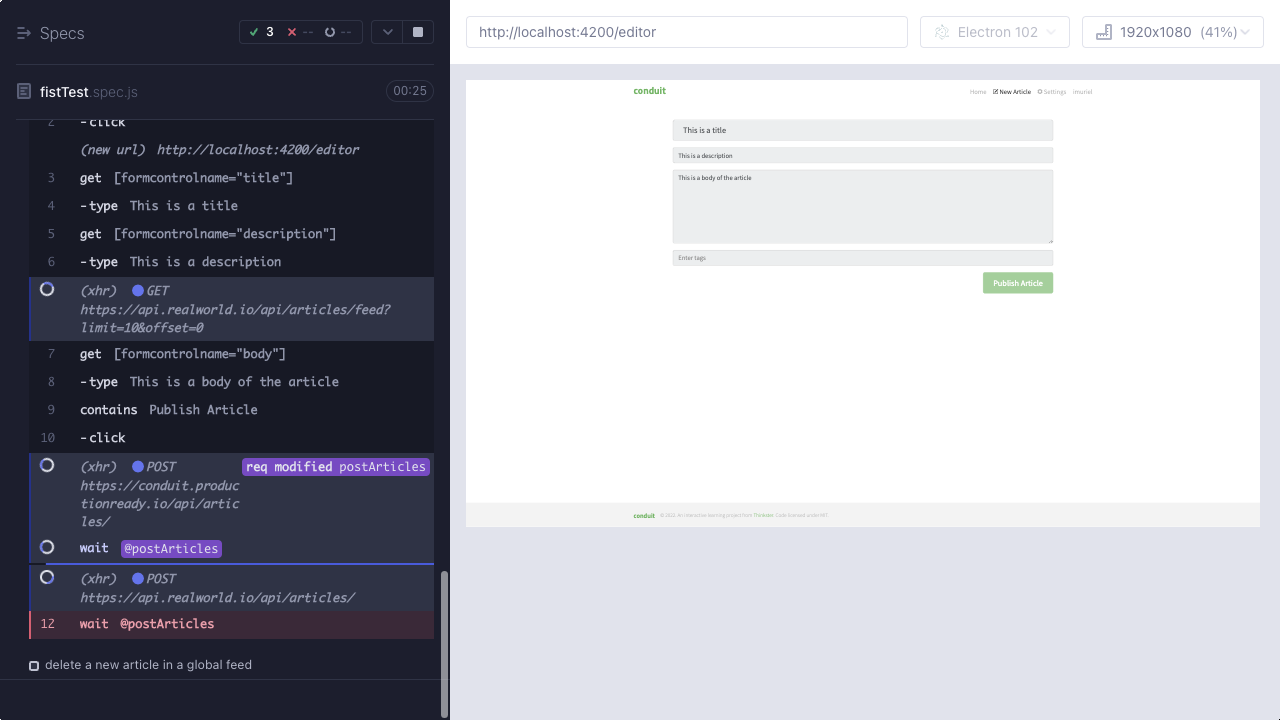 Specs
3 -- --
http://localhost:4200/editor
Electron 102
1920x1080 (41%)
fistTest.spec.js
00:25
2 -click
(new url) http://localhost:4200/editor
3 get [formcontrolname="title"]
4 -type This is a title
5 get [formcontrolname="description"]
6 -type This is a description
(xhr) GET
https://api.realworld.io/api/articles/feed?
limit=10&offset=0
7 get [formcontrolname="body"]
8 -type This is a body of the article
9 contains Publish Article
10 -click
(xhr) POST req modified postArticles
https://conduit.produc
tionready.io/api/artic
les/
wait @postArticles
(xhr) POST
https://api.realworld.io/api/articles/
12 wait @postArticles
delete a new article in a global feed
conduit
Home New Article Settings imuriel
This is a title
This is a description
This is a body of the article
Enter tags
Publish Article
conduit © 2022. An interactive learning project from Thinkster. Code licensed under MIT.